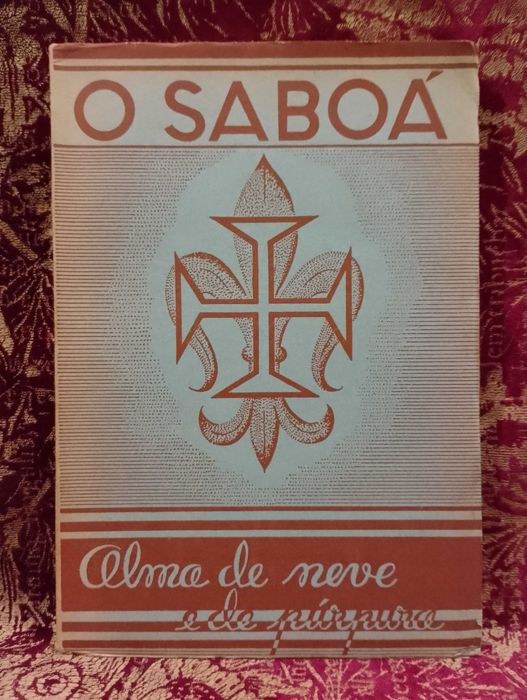 O SABOÁ
Alma de neve
e de púrpura